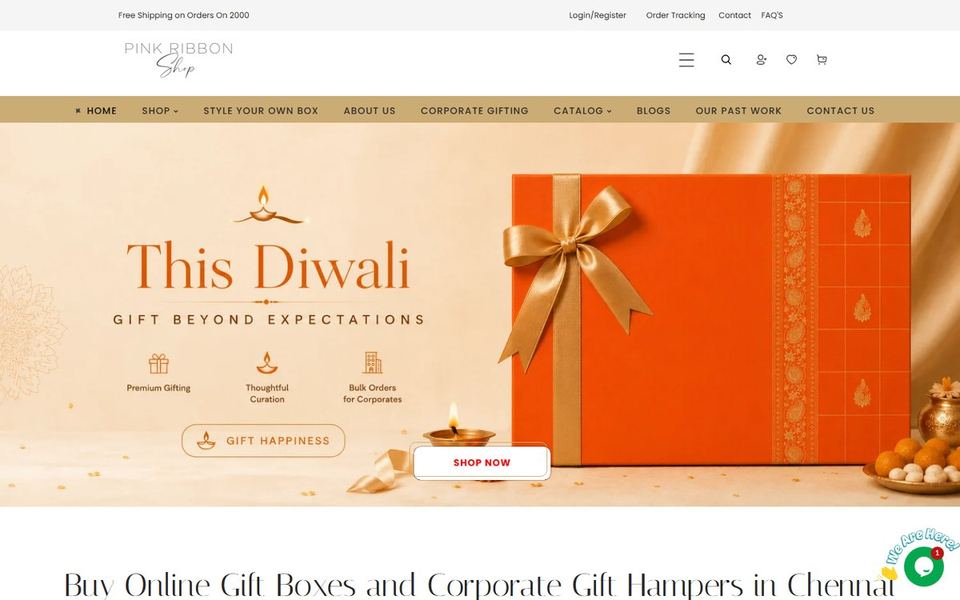 Free Shipping on Orders On 2000
Login/Register
Order Tracking
Contact
FAQ'S
PINK RIBBON
Shop
HOME
SHOP
STYLE YOUR OWN BOX
ABOUT US
CORPORATE GIFTING
CATALOG
BLOGS
OUR PAST WORK
CONTACT US
This Diwali
GIFT BEYOND EXPECTATIONS
Premium Gifting
Thoughtful
Curation
Bulk Orders
for Corporates
GIFT HAPPINESS
SHOP NOW
We Are Here!
1
Buy Online Gift Boxes and Corporate Gift Hampers in Chennai